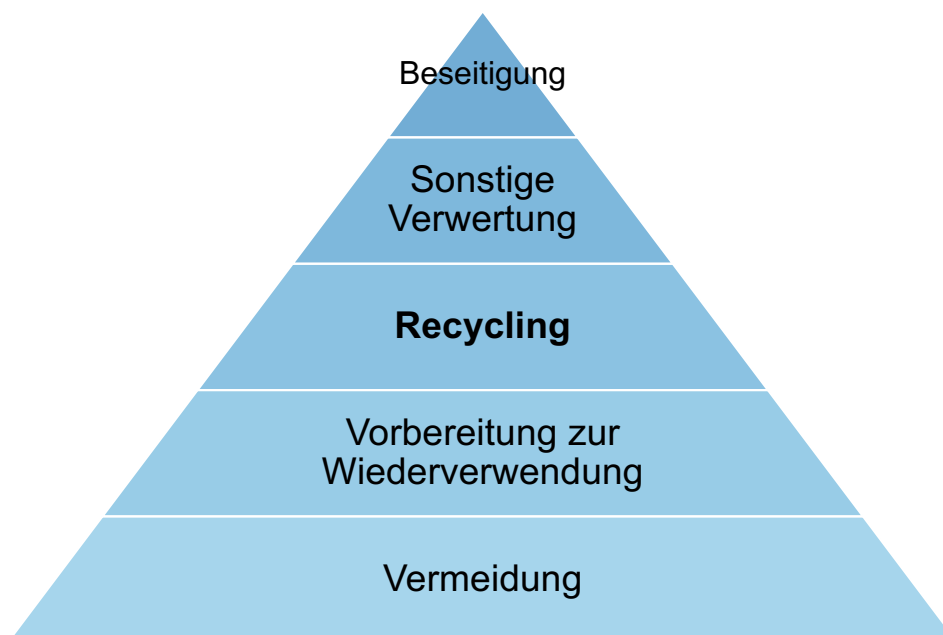 Beseitigung
Sonstige
Verwertung
Recycling
Vorbereitung zur
Wiederverwendung
Vermeidung